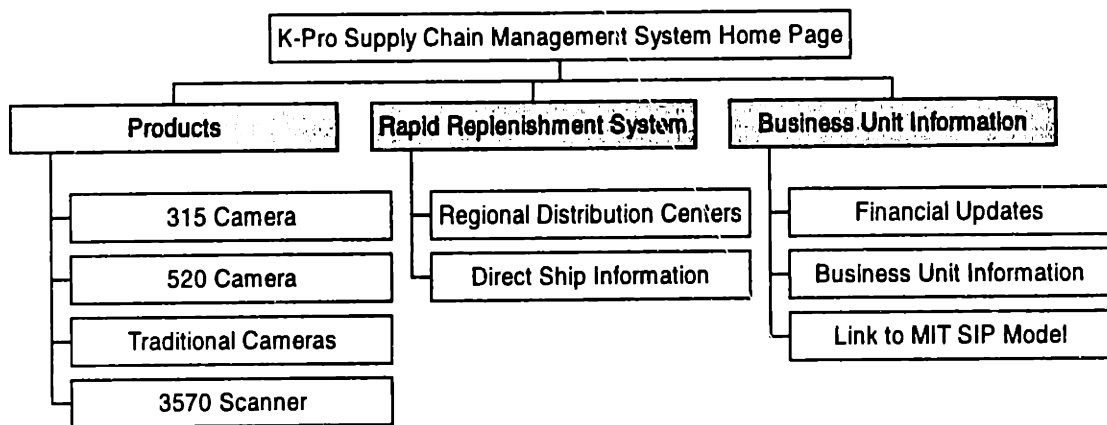 K-Pro Supply Chain Management System Home Page
Products
Rapid Replenishment System
Business Unit Information
315 Camera
520 Camera
Traditional Cameras
3570 Scanner
Regional Distribution Centers
Direct Ship Information
Financial Updates
Business Unit Information
Link to MIT SIP Model